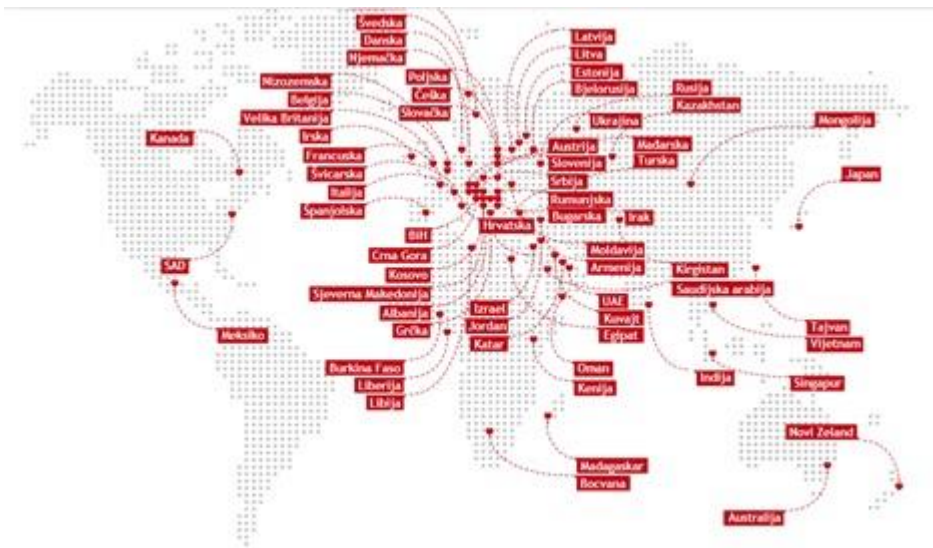 Švedska
Danska
Njemačka
Nizozemska
Belgija
Velika Britanija
Irska
Francuska
Švicarska
Italija
Španjolska
Poljska
Češka
Slovačka
Latvija
Litva
Estonija
Bjelorusija
Rusija
Kazakhstan
Ukrajina
Mađarska
Turska
Austrija
Slovenija
Srbija
Rumunjska
Bugarska
Hrvatska
Irak
Mongolija
Japan
Kanada
SAD
Meksiko
BiH
Crna Gora
Kosovo
Sjeverna Makedonija
Albanija
Grčka
Moldavija
Armenija
Kirgistan
Saudijska arabija
Izrael
Jordan
Katar
UAE
Kuvajt
Egipat
Tajvan
Vijetnam
Burkina Faso
Liberija
Libija
Oman
Kenija
Indija
Singapur
Novi Zeland
Madagaskar
Bocvana
Australija